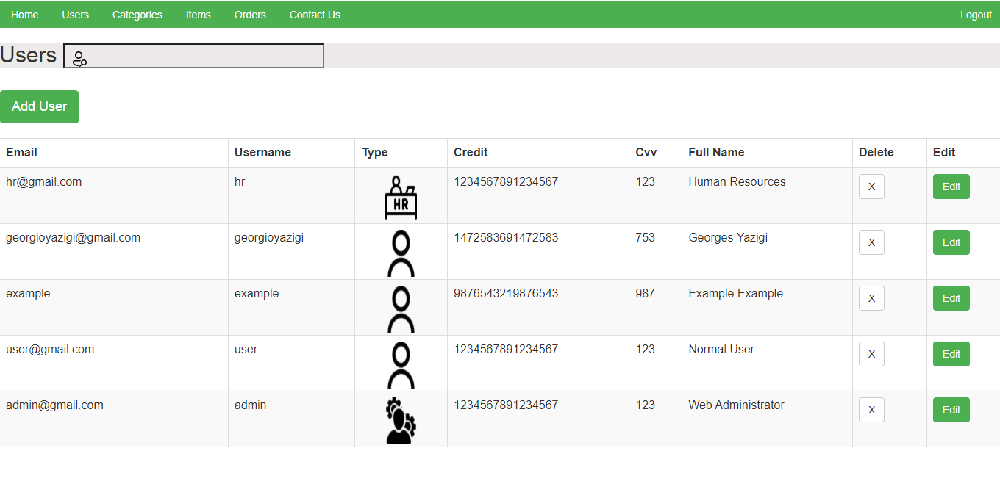 Home Users Categories Items Orders Contact Us Logout
Users
Add User
Email Username Type Credit Cvv Full Name Delete Edit
hr@gmail.com hr HR 1234567891234567 123 Human Resources X Edit
georgioyazigi@gmail.com georgioyazigi 1472583691472583 753 Georges Yazigi X Edit
example example 9876543219876543 987 Example Example X Edit
user@gmail.com user 1234567891234567 123 Normal User X Edit
admin@gmail.com admin 1234567891234567 123 Web Administrator X Edit